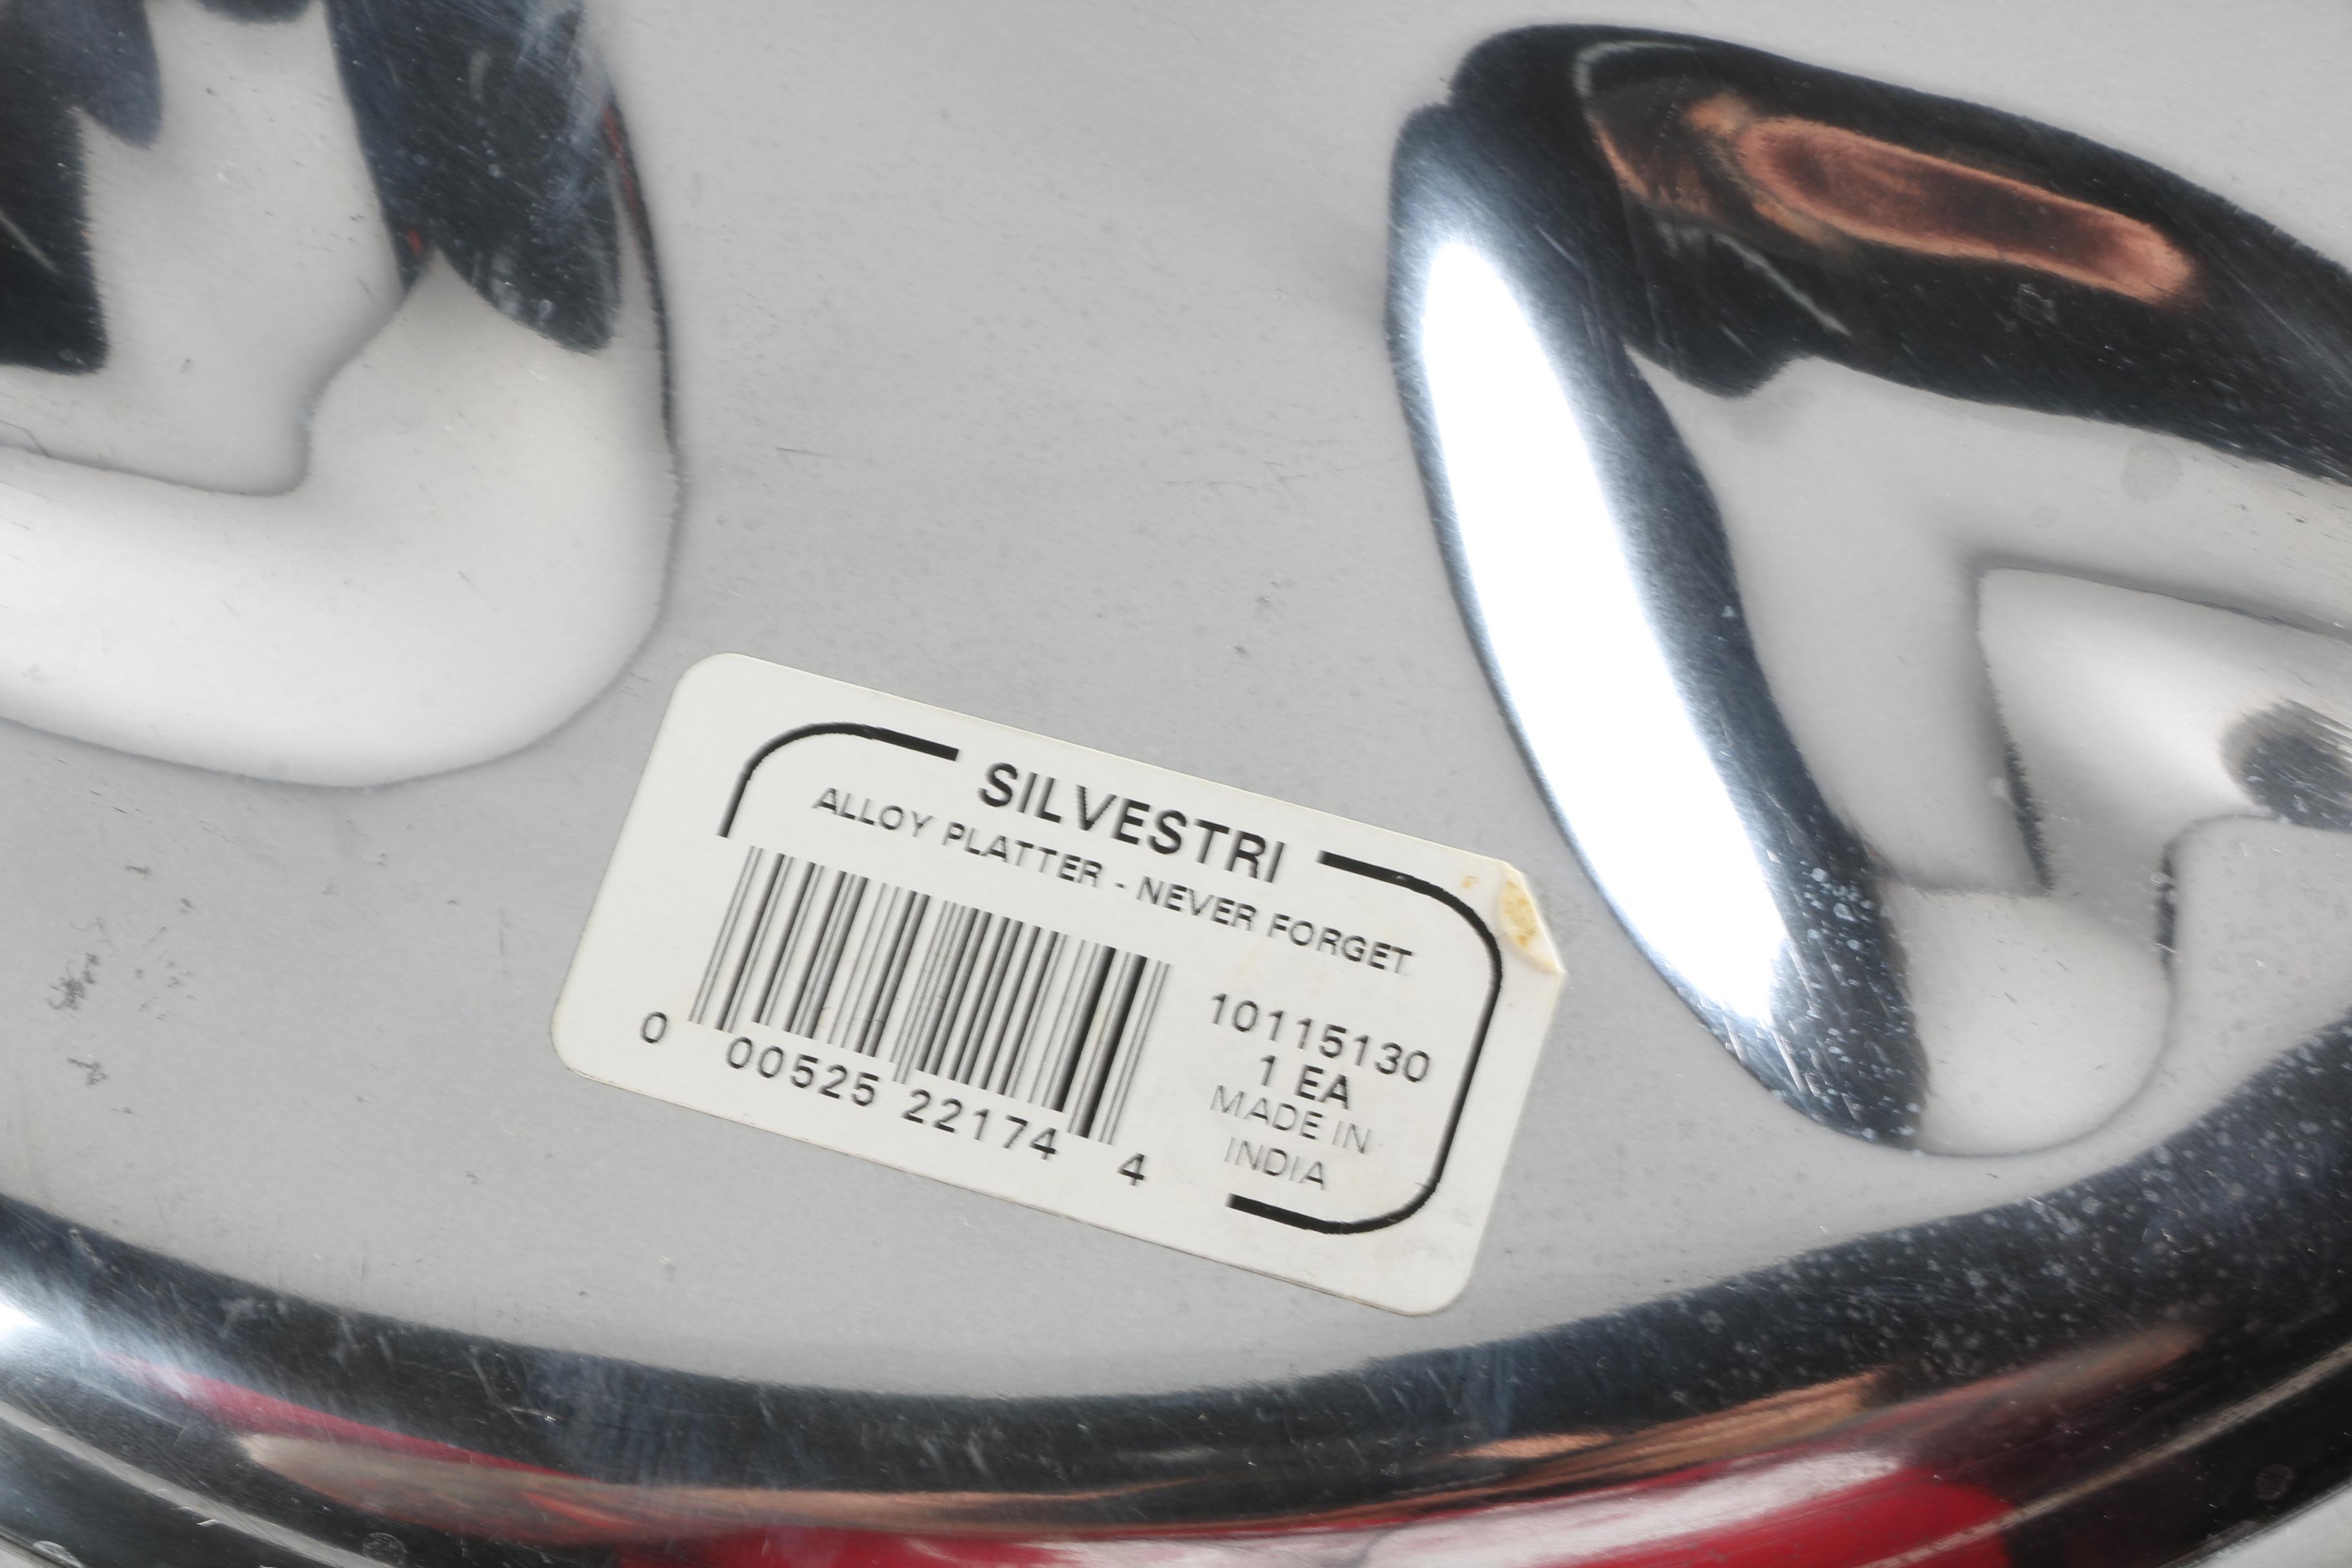 SILVESTRI
ALLOY PLATTER - NEVER FORGET
10115130
1 EA
MADE IN
INDIA
0 00525 22174 4